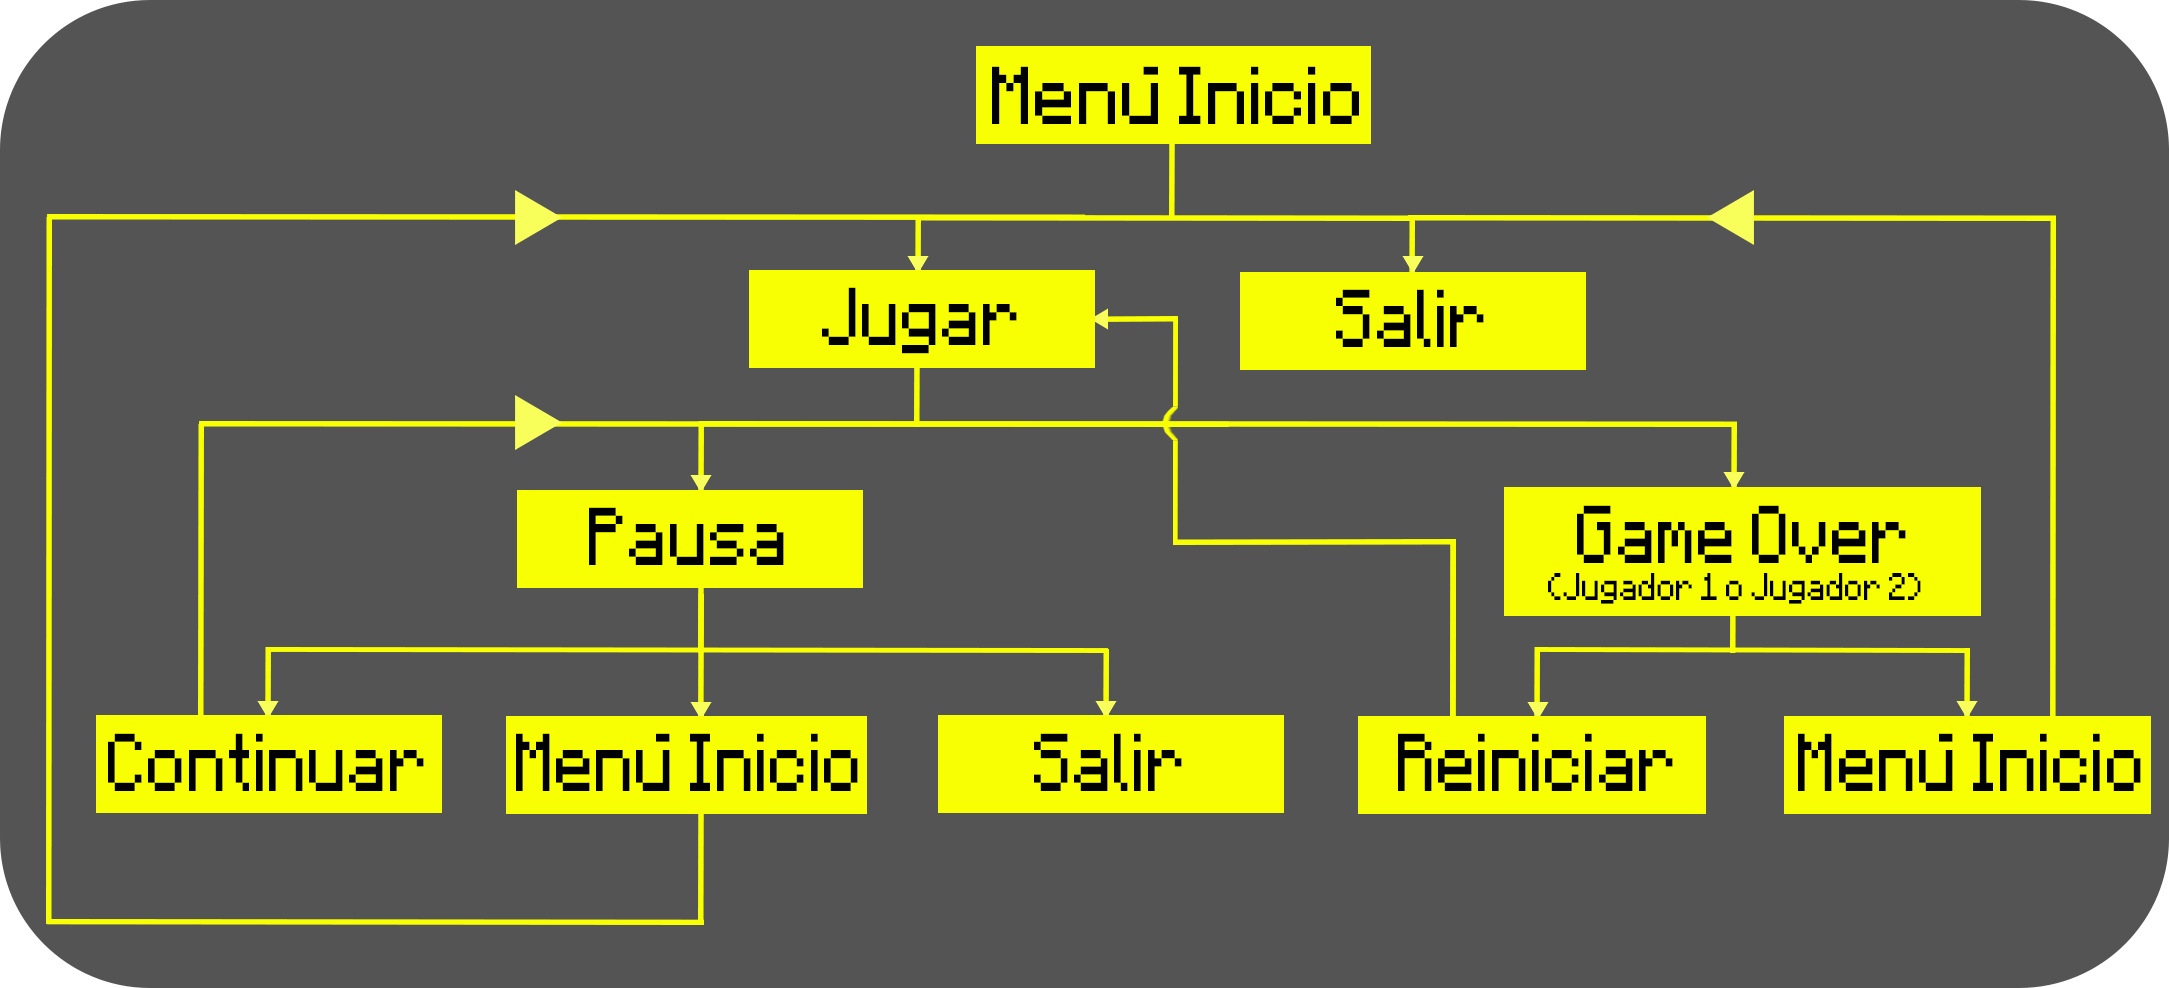 Menú Inicio
Jugar
Salir
Pausa
Game Over
(Jugador 1 o Jugador 2)
Continuar
Menú Inicio
Salir
Reiniciar
Menú Inicio